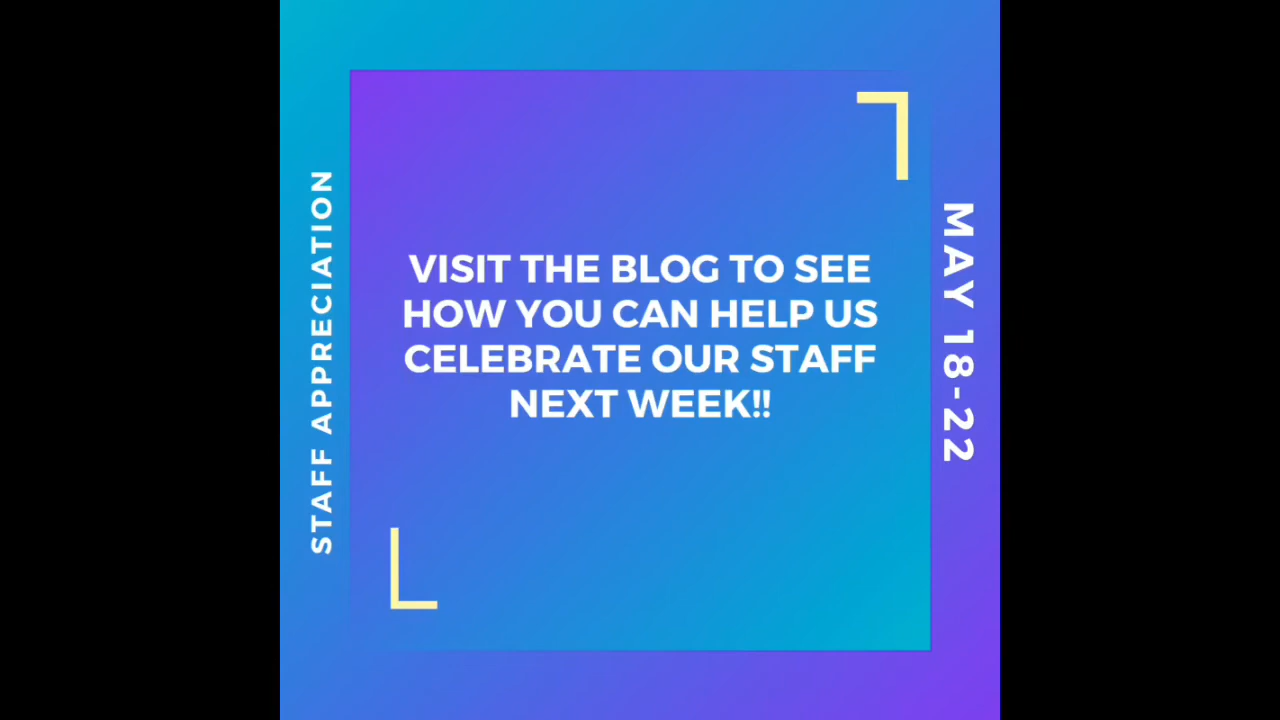 STAFF APPRECIATION
VISIT THE BLOG TO SEE
HOW YOU CAN HELP US
CELEBRATE OUR STAFF
NEXT WEEK!!
MAY 18-22